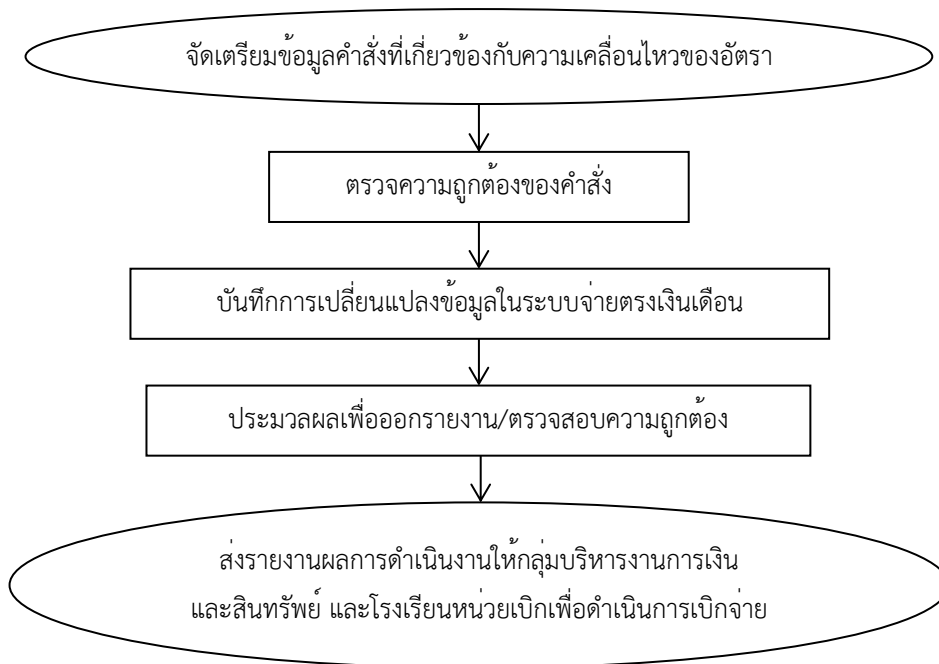 จัดเตรียมข้อมูลคำสั่งที่เกี่ยวข้องกับความเคลื่อนไหวของอัตรา
ตรวจความถูกต้องของคำสั่ง
บันทึกการเปลี่ยนแปลงข้อมูลในระบบจ่ายตรงเงินเดือน
ประมวลผลเพื่อออกรายงาน/ตรวจสอบความถูกต้อง
ส่งรายงานผลการดำเนินงานให้กลุ่มบริหารงานการเงิน
และสินทรัพย์ และโรงเรียนหน่วยเบิกเพื่อดำเนินการเบิกจ่าย